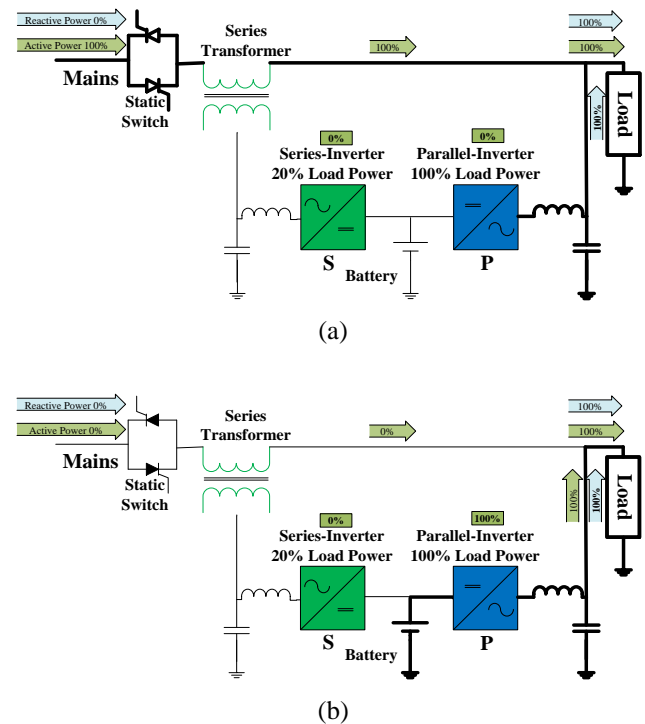 Reactive Power 0%
Active Power 100%
Mains
Static
Switch
Series
Transformer
100%
100%
100%
100%
Load
0%
Series-Inverter
20% Load Power
0%
Parallel-Inverter
100% Load Power
S
Battery
P
(a)
Reactive Power 0%
Active Power 0%
Mains
Static
Switch
Series
Transformer
0%
100%
100%
100%
100%
Load
0%
Series-Inverter
20% Load Power
100%
Parallel-Inverter
100% Load Power
S
Battery
P
(b)